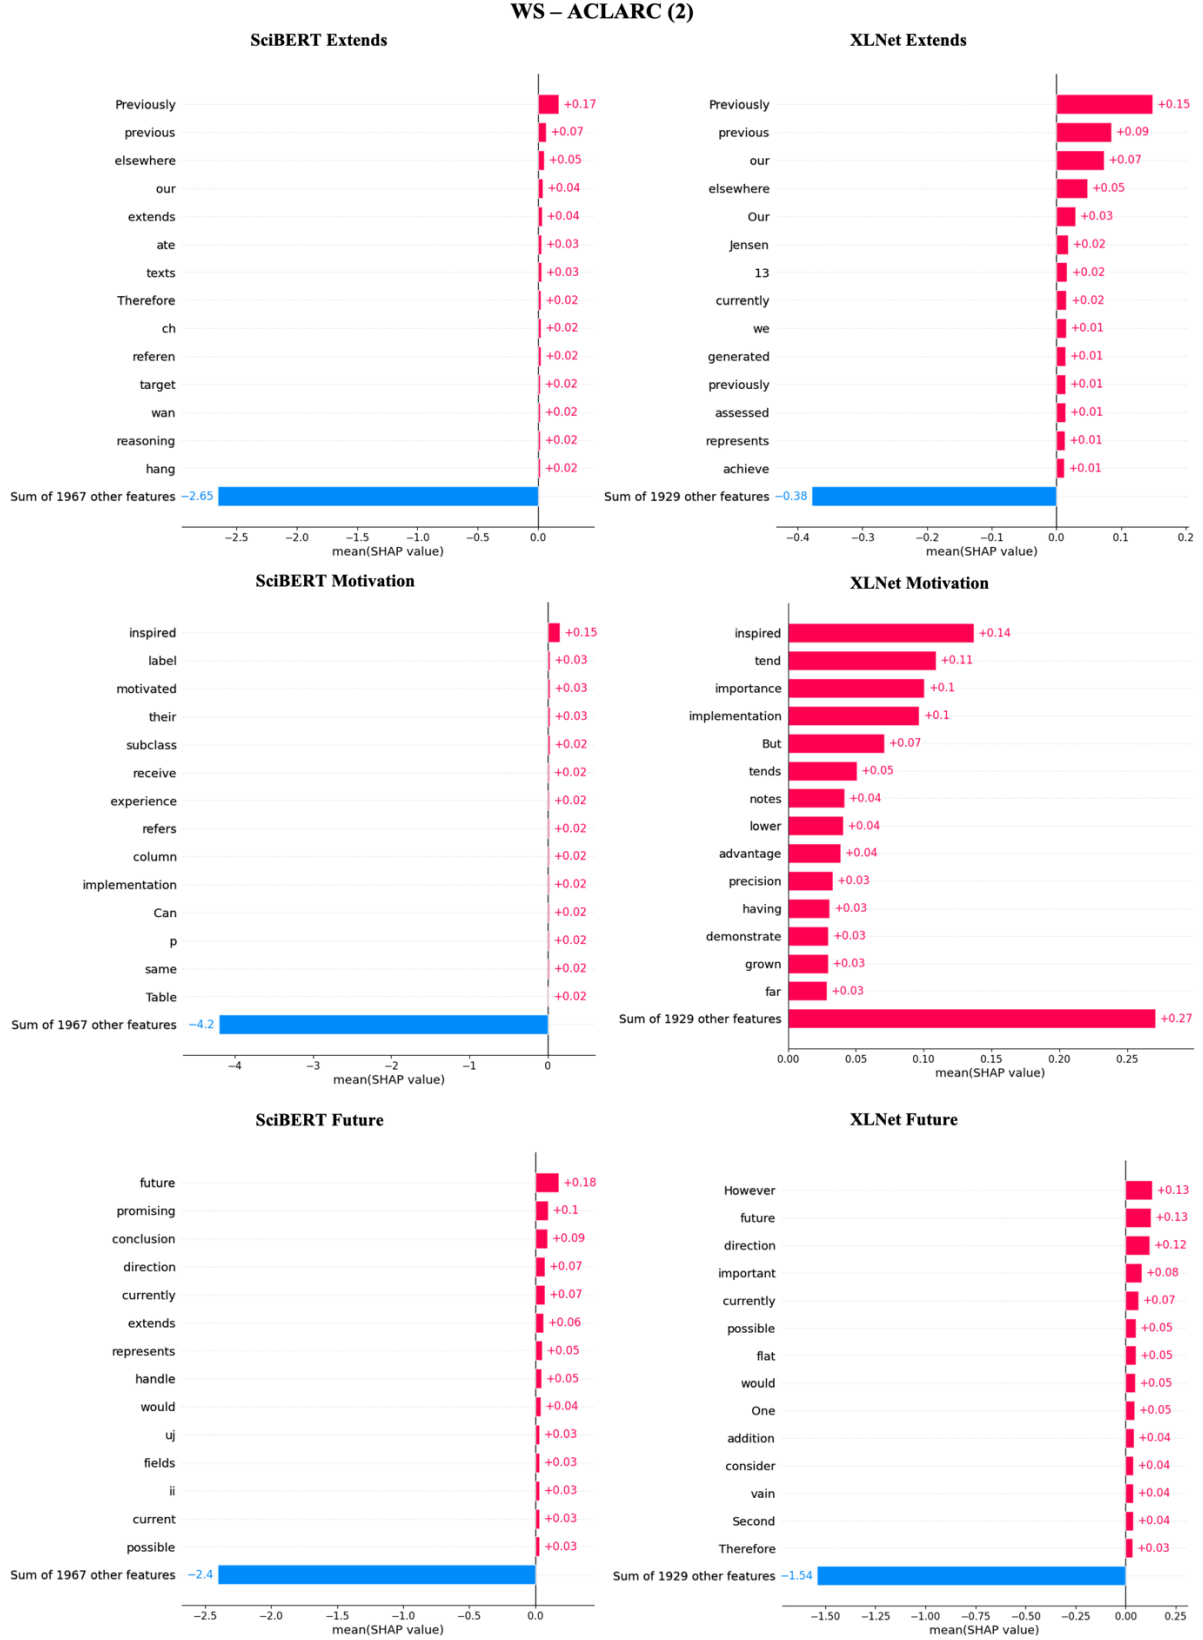 WS – ACLARC (2)
SciBERT Extends
Previously +0.17
previous +0.07
elsewhere +0.05
our +0.04
extends +0.04
ate +0.03
texts +0.03
Therefore +0.02
ch +0.02
referen +0.02
target +0.02
wan +0.02
reasoning +0.02
hang +0.02
Sum of 1967 other features −2.65
−2.5 −2.0 −1.5 −1.0 −0.5 0.0
mean(SHAP value)
XLNet Extends
Previously +0.15
previous +0.09
our +0.07
elsewhere +0.05
Our +0.03
Jensen +0.02
13 +0.02
currently +0.02
we +0.01
generated +0.01
previously +0.01
assessed +0.01
represents +0.01
achieve +0.01
Sum of 1929 other features −0.38
−0.4 −0.3 −0.2 −0.1 0.0 0.1 0.2
mean(SHAP value)
SciBERT Motivation
inspired +0.15
label +0.03
motivated +0.03
their +0.03
subclass +0.02
receive +0.02
experience +0.02
refers +0.02
column +0.02
implementation +0.02
Can +0.02
p +0.02
same +0.02
Table +0.02
Sum of 1967 other features −4.2
−4 −3 −2 −1 0
mean(SHAP value)
XLNet Motivation
inspired +0.14
tend +0.11
importance +0.1
implementation +0.1
But +0.07
tends +0.05
notes +0.04
lower +0.04
advantage +0.04
precision +0.03
having +0.03
demonstrate +0.03
grown +0.03
far +0.03
Sum of 1929 other features +0.27
0.00 0.05 0.10 0.15 0.20 0.25
mean(SHAP value)
SciBERT Future
future +0.18
promising +0.1
conclusion +0.09
direction +0.07
currently +0.07
extends +0.06
represents +0.05
handle +0.05
would +0.04
uj +0.03
fields +0.03
ii +0.03
current +0.03
possible +0.03
Sum of 1967 other features −2.4
−2.5 −2.0 −1.5 −1.0 −0.5 0.0
mean(SHAP value)
XLNet Future
However +0.13
future +0.13
direction +0.12
important +0.08
currently +0.07
possible +0.05
flat +0.05
would +0.05
One +0.05
addition +0.04
consider +0.04
vain +0.04
Second +0.04
Therefore +0.03
Sum of 1929 other features −1.54
−1.50 −1.25 −1.00 −0.75 −0.50 −0.25 0.00 0.25
mean(SHAP value)